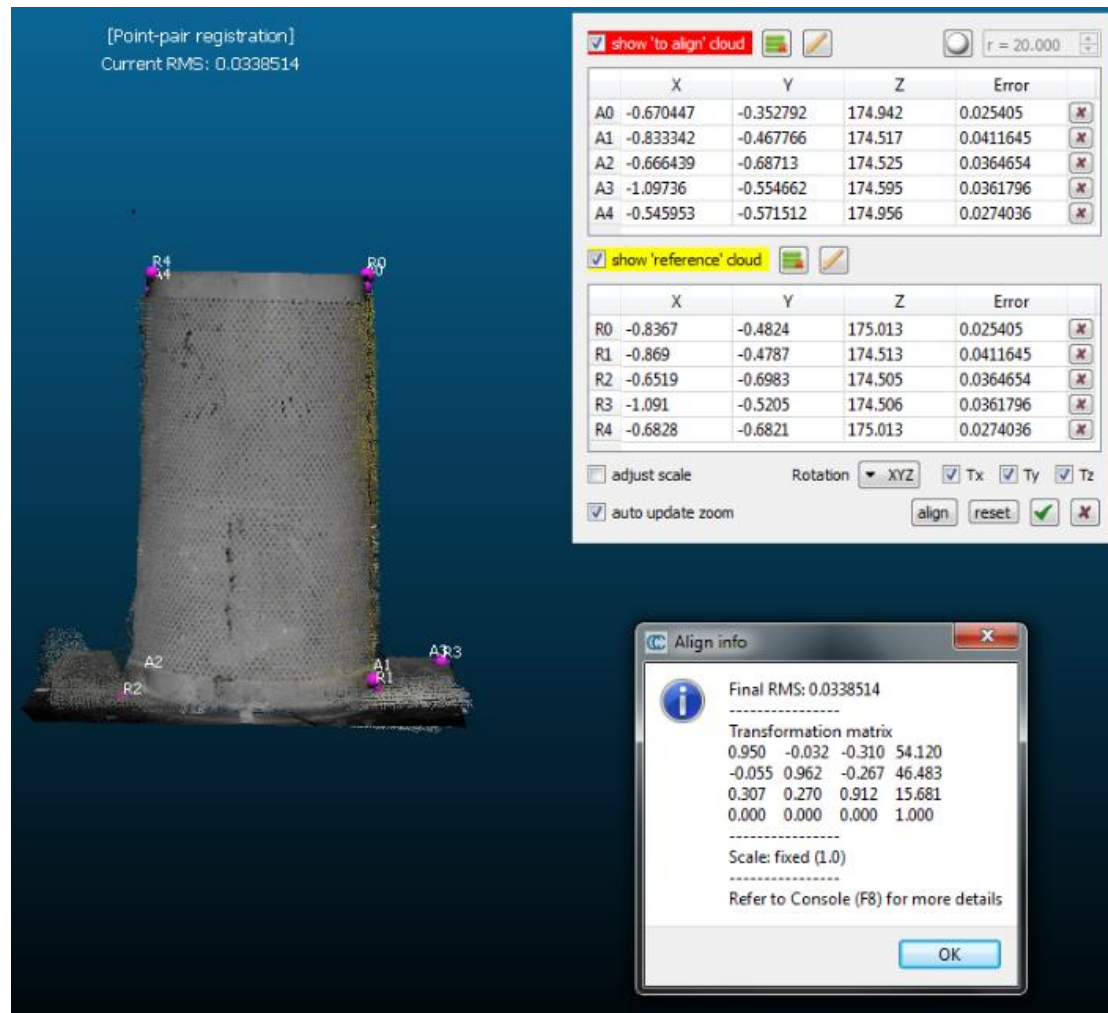 [Point-pair registration]
Current RMS: 0.0338514
show 'to align' cloud r = 20.000
X Y Z Error
A0 -0.670447 -0.352792 174.942 0.025405
A1 -0.833342 -0.467766 174.517 0.0411645
A2 -0.666439 -0.68713 174.525 0.0364654
A3 -1.09736 -0.554662 174.595 0.0361796
A4 -0.545953 -0.571512 174.956 0.0274036
show 'reference' cloud
X Y Z Error
R0 -0.8367 -0.4824 175.013 0.025405
R1 -0.869 -0.4787 174.513 0.0411645
R2 -0.6519 -0.6983 174.505 0.0364654
R3 -1.091 -0.5205 174.506 0.0361796
R4 -0.6828 -0.6821 175.013 0.0274036
adjust scale Rotation XYZ Tx Ty Tz
auto update zoom align reset
R4 R0
A4
A2 A1 A3 R3
R2 R1
Align info
Final RMS: 0.0338514
----------------
Transformation matrix
0.950 -0.032 -0.310 54.120
-0.055 0.962 -0.267 46.483
0.307 0.270 0.912 15.681
0.000 0.000 0.000 1.000
----------------
Scale: fixed (1.0)
----------------
Refer to Console (F8) for more details
OK